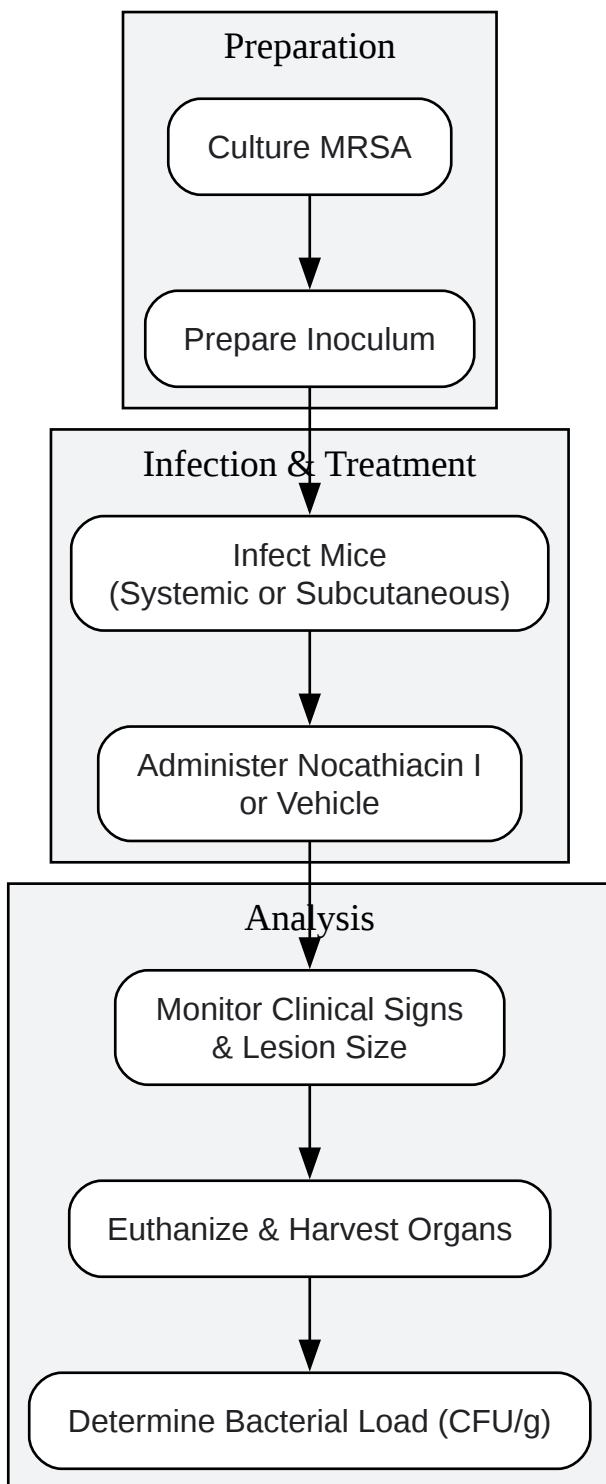 Preparation
Culture MRSA
Prepare Inoculum
Infection & Treatment
Infect Mice
(Systemic or Subcutaneous)
Administer Nocathiacin I
or Vehicle
Analysis
Monitor Clinical Signs
& Lesion Size
Euthanize & Harvest Organs
Determine Bacterial Load (CFU/g)